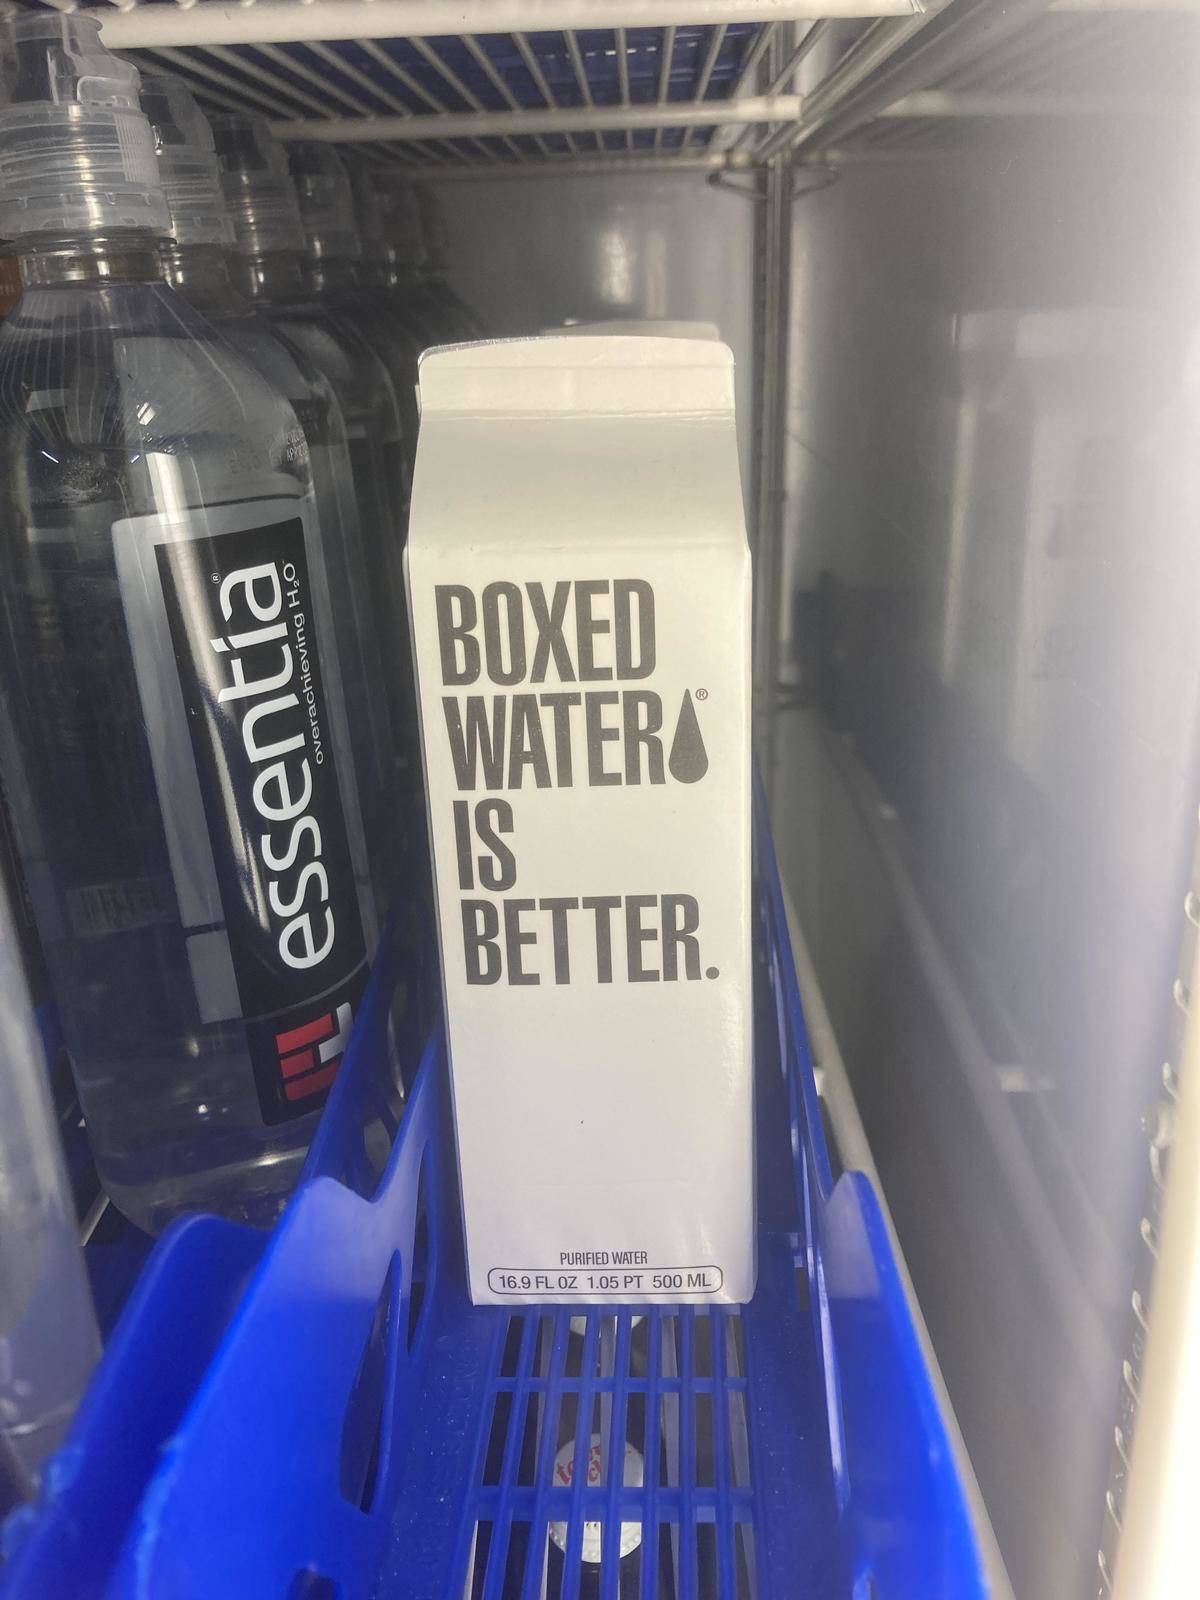 essentia®
overachieving H₂O
BOXED
WATER®
IS
BETTER.
PURIFIED WATER
16.9 FL OZ 1.05 PT 500 ML